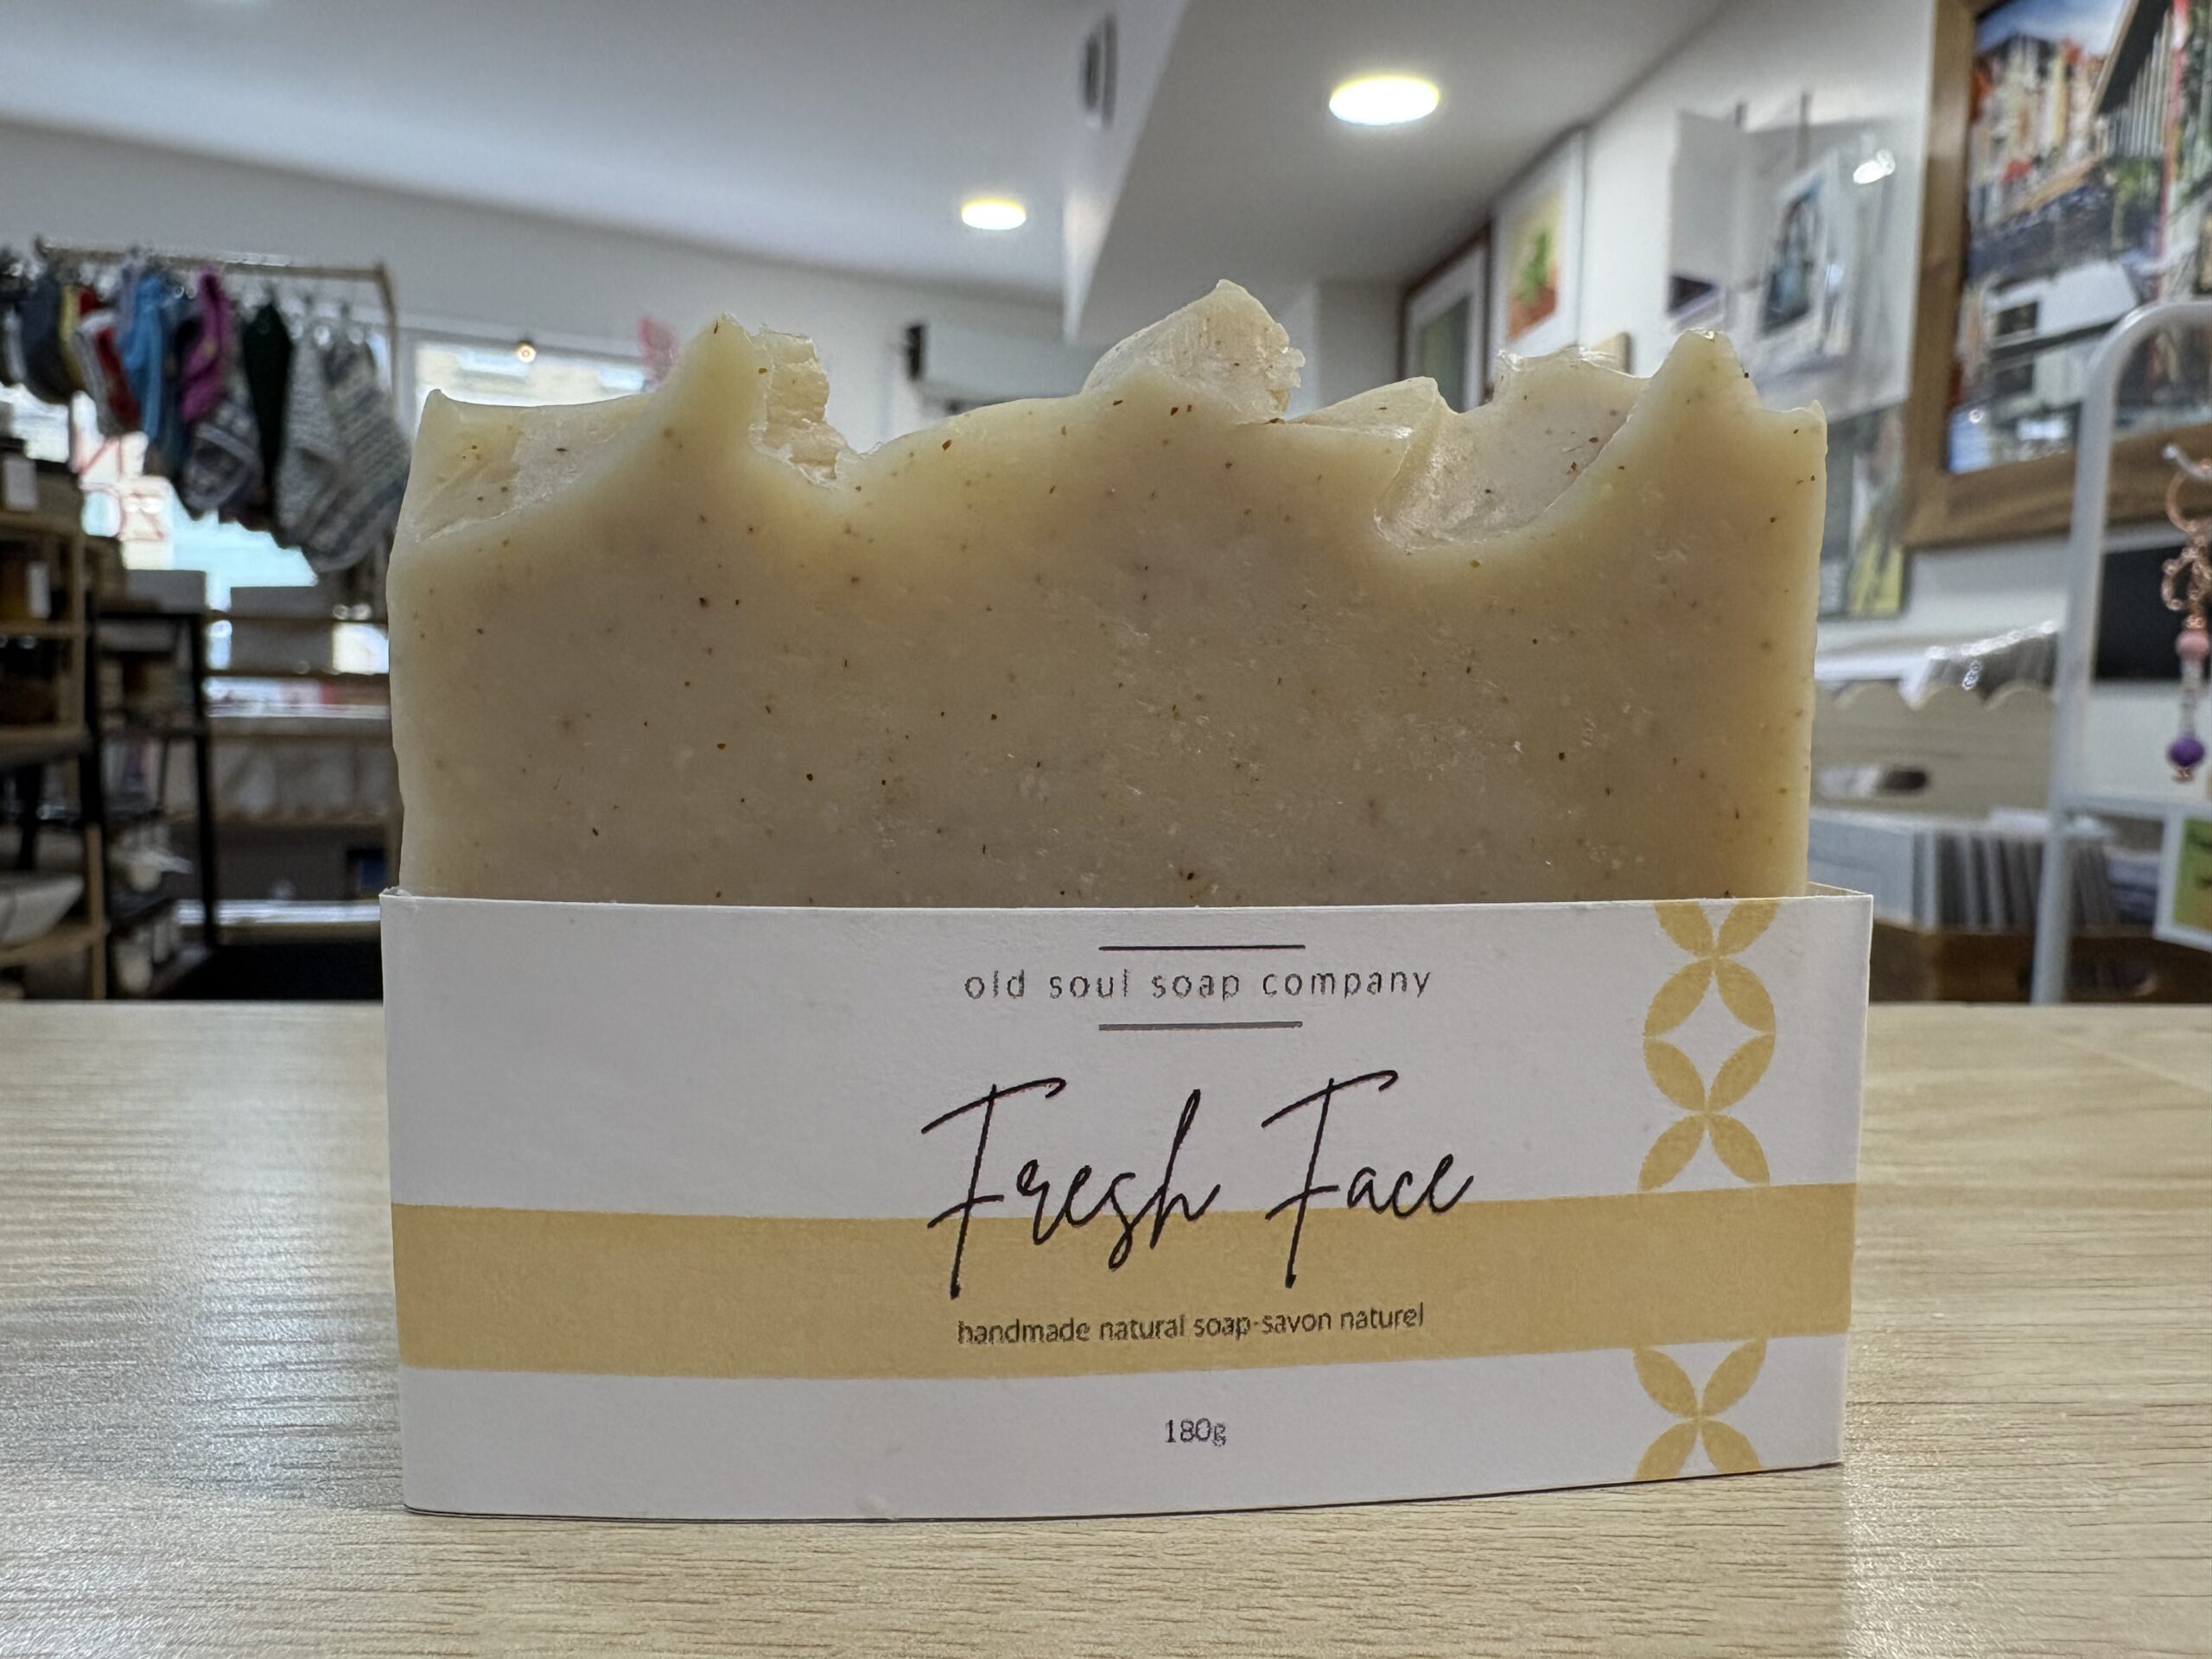 old soul soap company
Fresh Face
handmade natural soap-savon naturel
180g